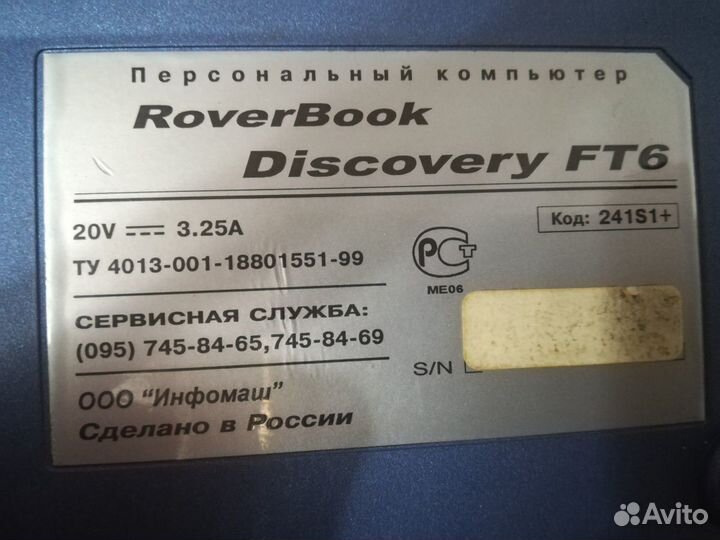 Персональный компьютер
RoverBook
Discovery FT6
20V 3.25A
Код: 241S1+
ТУ 4013-001-18801551-99
РСТ
МЕ06
СЕРВИСНАЯ СЛУЖБА:
(095) 745-84-65,745-84-69
S/N
ООО “Инфомаш”
Сделано в России
Avito